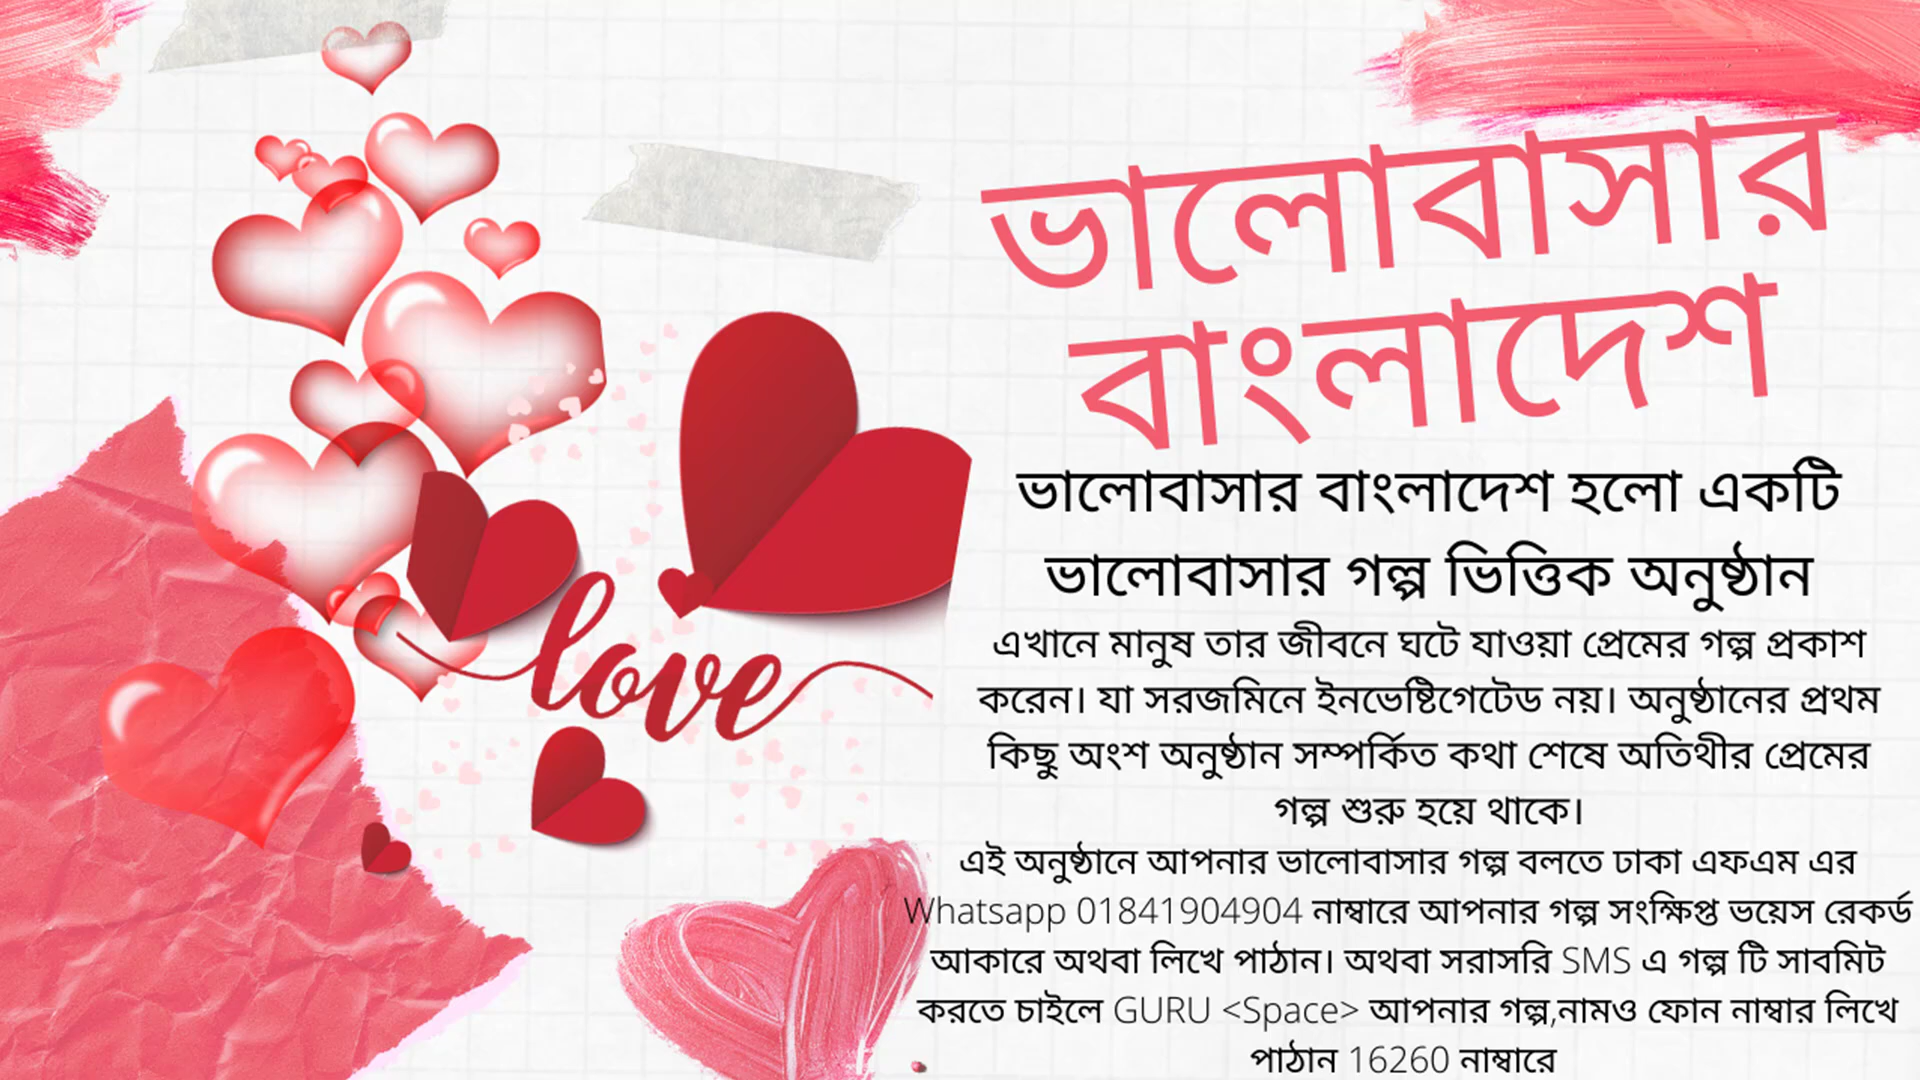 ভালোবাসার
বাংলাদেশ
ভালোবাসার বাংলাদেশ হলো একটি
ভালোবাসার গল্প ভিত্তিক অনুষ্ঠান
এখানে মানুষ তার জীবনে ঘটে যাওয়া প্রেমের গল্প প্রকাশ
করেন। যা সরজমিনে ইনভেষ্টিগেটেড নয়। অনুষ্ঠানের প্রথম
কিছু অংশ অনুষ্ঠান সম্পর্কিত কথা শেষে অতিথীর প্রেমের
গল্প শুরু হয়ে থাকে।
এই অনুষ্ঠানে আপনার ভালোবাসার গল্প বলতে ঢাকা এফএম এর
Whatsapp 01841904904 নাম্বারে আপনার গল্প সংক্ষিপ্ত ভয়েস রেকর্ড
আকারে অথবা লিখে পাঠান। অথবা সরাসরি SMS এ গল্প টি সাবমিট
করতে চাইলে GURU <Space> আপনার গল্প,নামও ফোন নাম্বার লিখে
পাঠান 16260 নাম্বারে
love